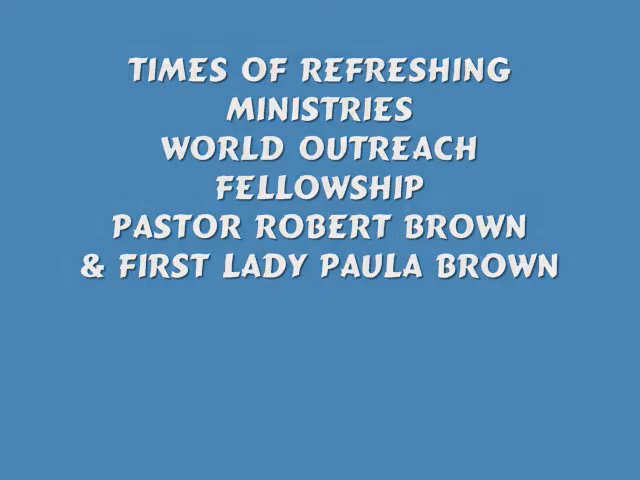 TIMES OF REFRESHING
MINISTRIES
WORLD OUTREACH
FELLOWSHIP
PASTOR ROBERT BROWN
& FIRST LADY PAULA BROWN